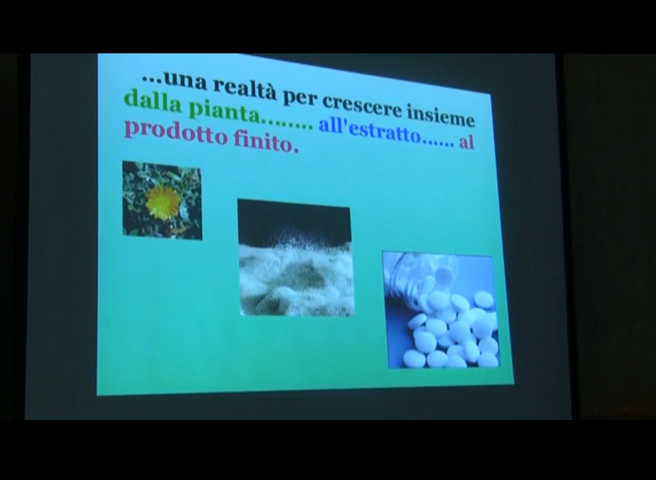 ...una realtà per crescere insieme
dalla pianta........ all'estratto...... al
prodotto finito.